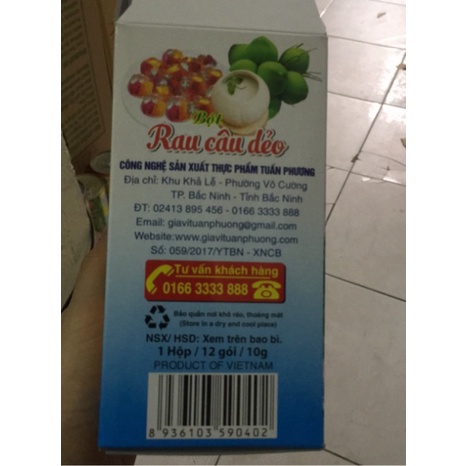 Bột
Rau câu dẻo
CÔNG NGHỆ SẢN XUẤT THỰC PHẨM TUẤN PHƯƠNG
Địa chỉ: Khu Khả Lễ - Phường Võ Cường
TP. Bắc Ninh - Tỉnh Bắc Ninh
ĐT: 02413 895 456 - 0166 3333 888
Email: giavituanphuong@gmail.com
Website:www.giavituanphuong.com
Số: 059/2017/YTBN - XNCB
Tư vấn khách hàng
0166 3333 888
Bảo quản nơi khô ráo, thoáng mát
(Store in a dry and cool place)
NSX/ HSD: Xem trên bao bì.
1 Hộp / 12 gói / 10g
PRODUCT OF VIETNAM
8 936103 590402